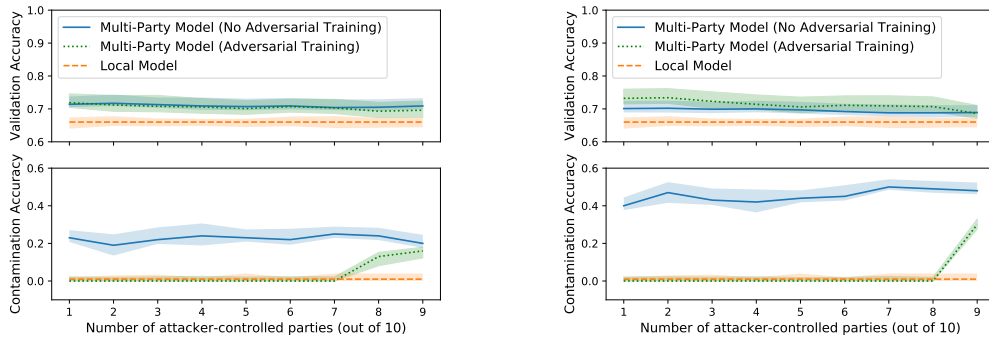 1.0
0.9
0.8
0.7
0.6
Validation Accuracy
Multi-Party Model (No Adversarial Training)
Multi-Party Model (Adversarial Training)
Local Model
0.6
0.4
0.2
0.0
Contamination Accuracy
1 2 3 4 5 6 7 8 9
Number of attacker-controlled parties (out of 10)
1.0
0.9
0.8
0.7
0.6
Validation Accuracy
Multi-Party Model (No Adversarial Training)
Multi-Party Model (Adversarial Training)
Local Model
0.6
0.4
0.2
0.0
Contamination Accuracy
1 2 3 4 5 6 7 8 9
Number of attacker-controlled parties (out of 10)